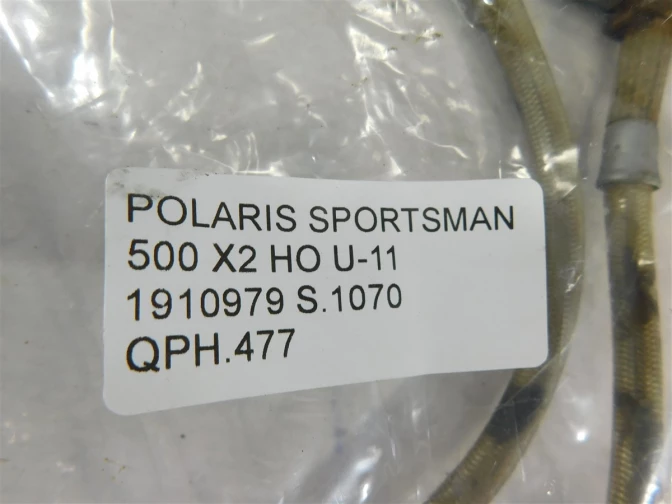 POLARIS SPORTSMAN
500 X2 HO U-11
1910979 S.1070
QPH.477